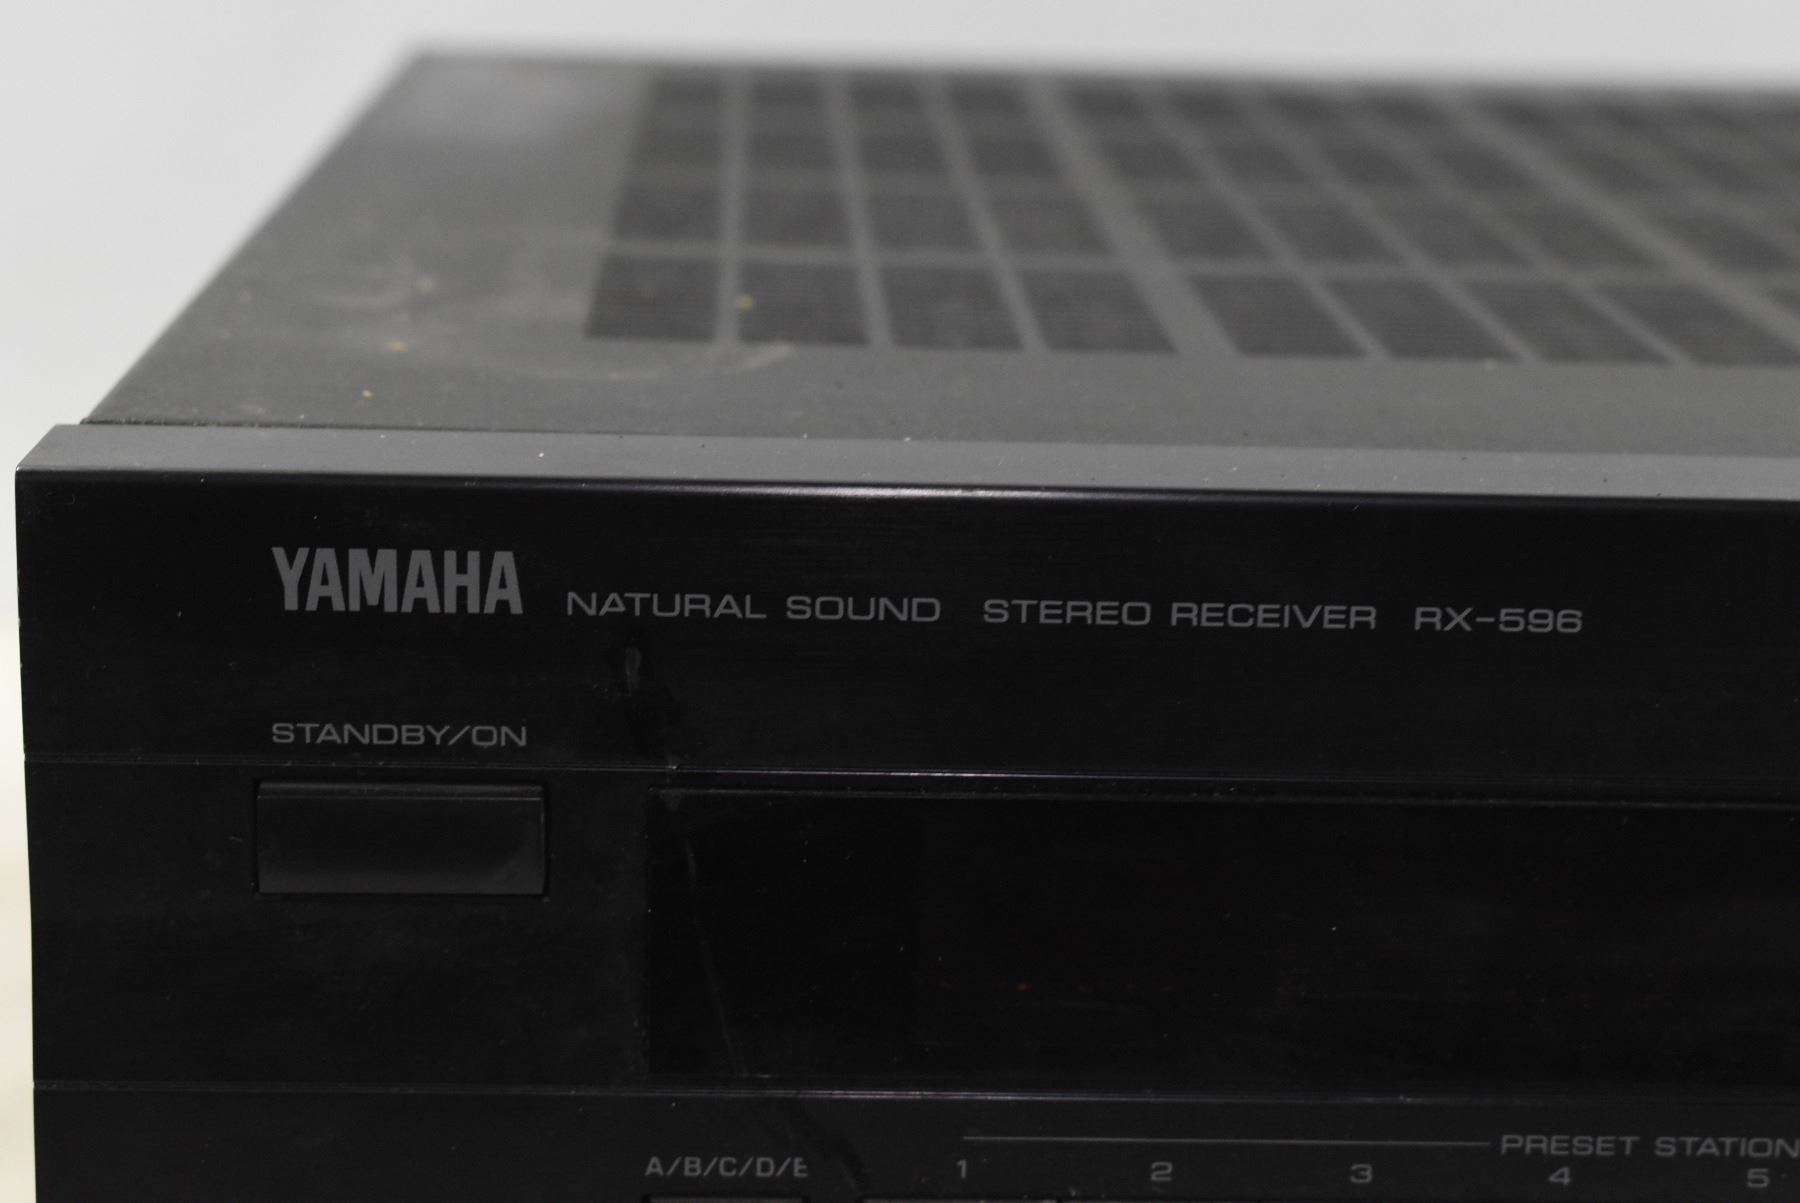 YAMAHA NATURAL SOUND STEREO RECEIVER RX-596
STANDBY/ON
PRESET STATION
A/B/C/D/E 1 2 3 4 5